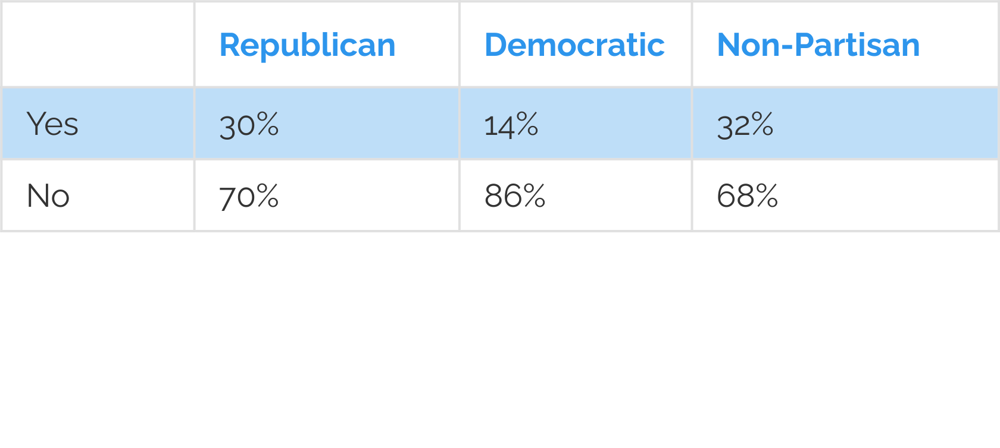 Republican Democratic Non-Partisan
Yes 30% 14% 32%
No 70% 86% 68%